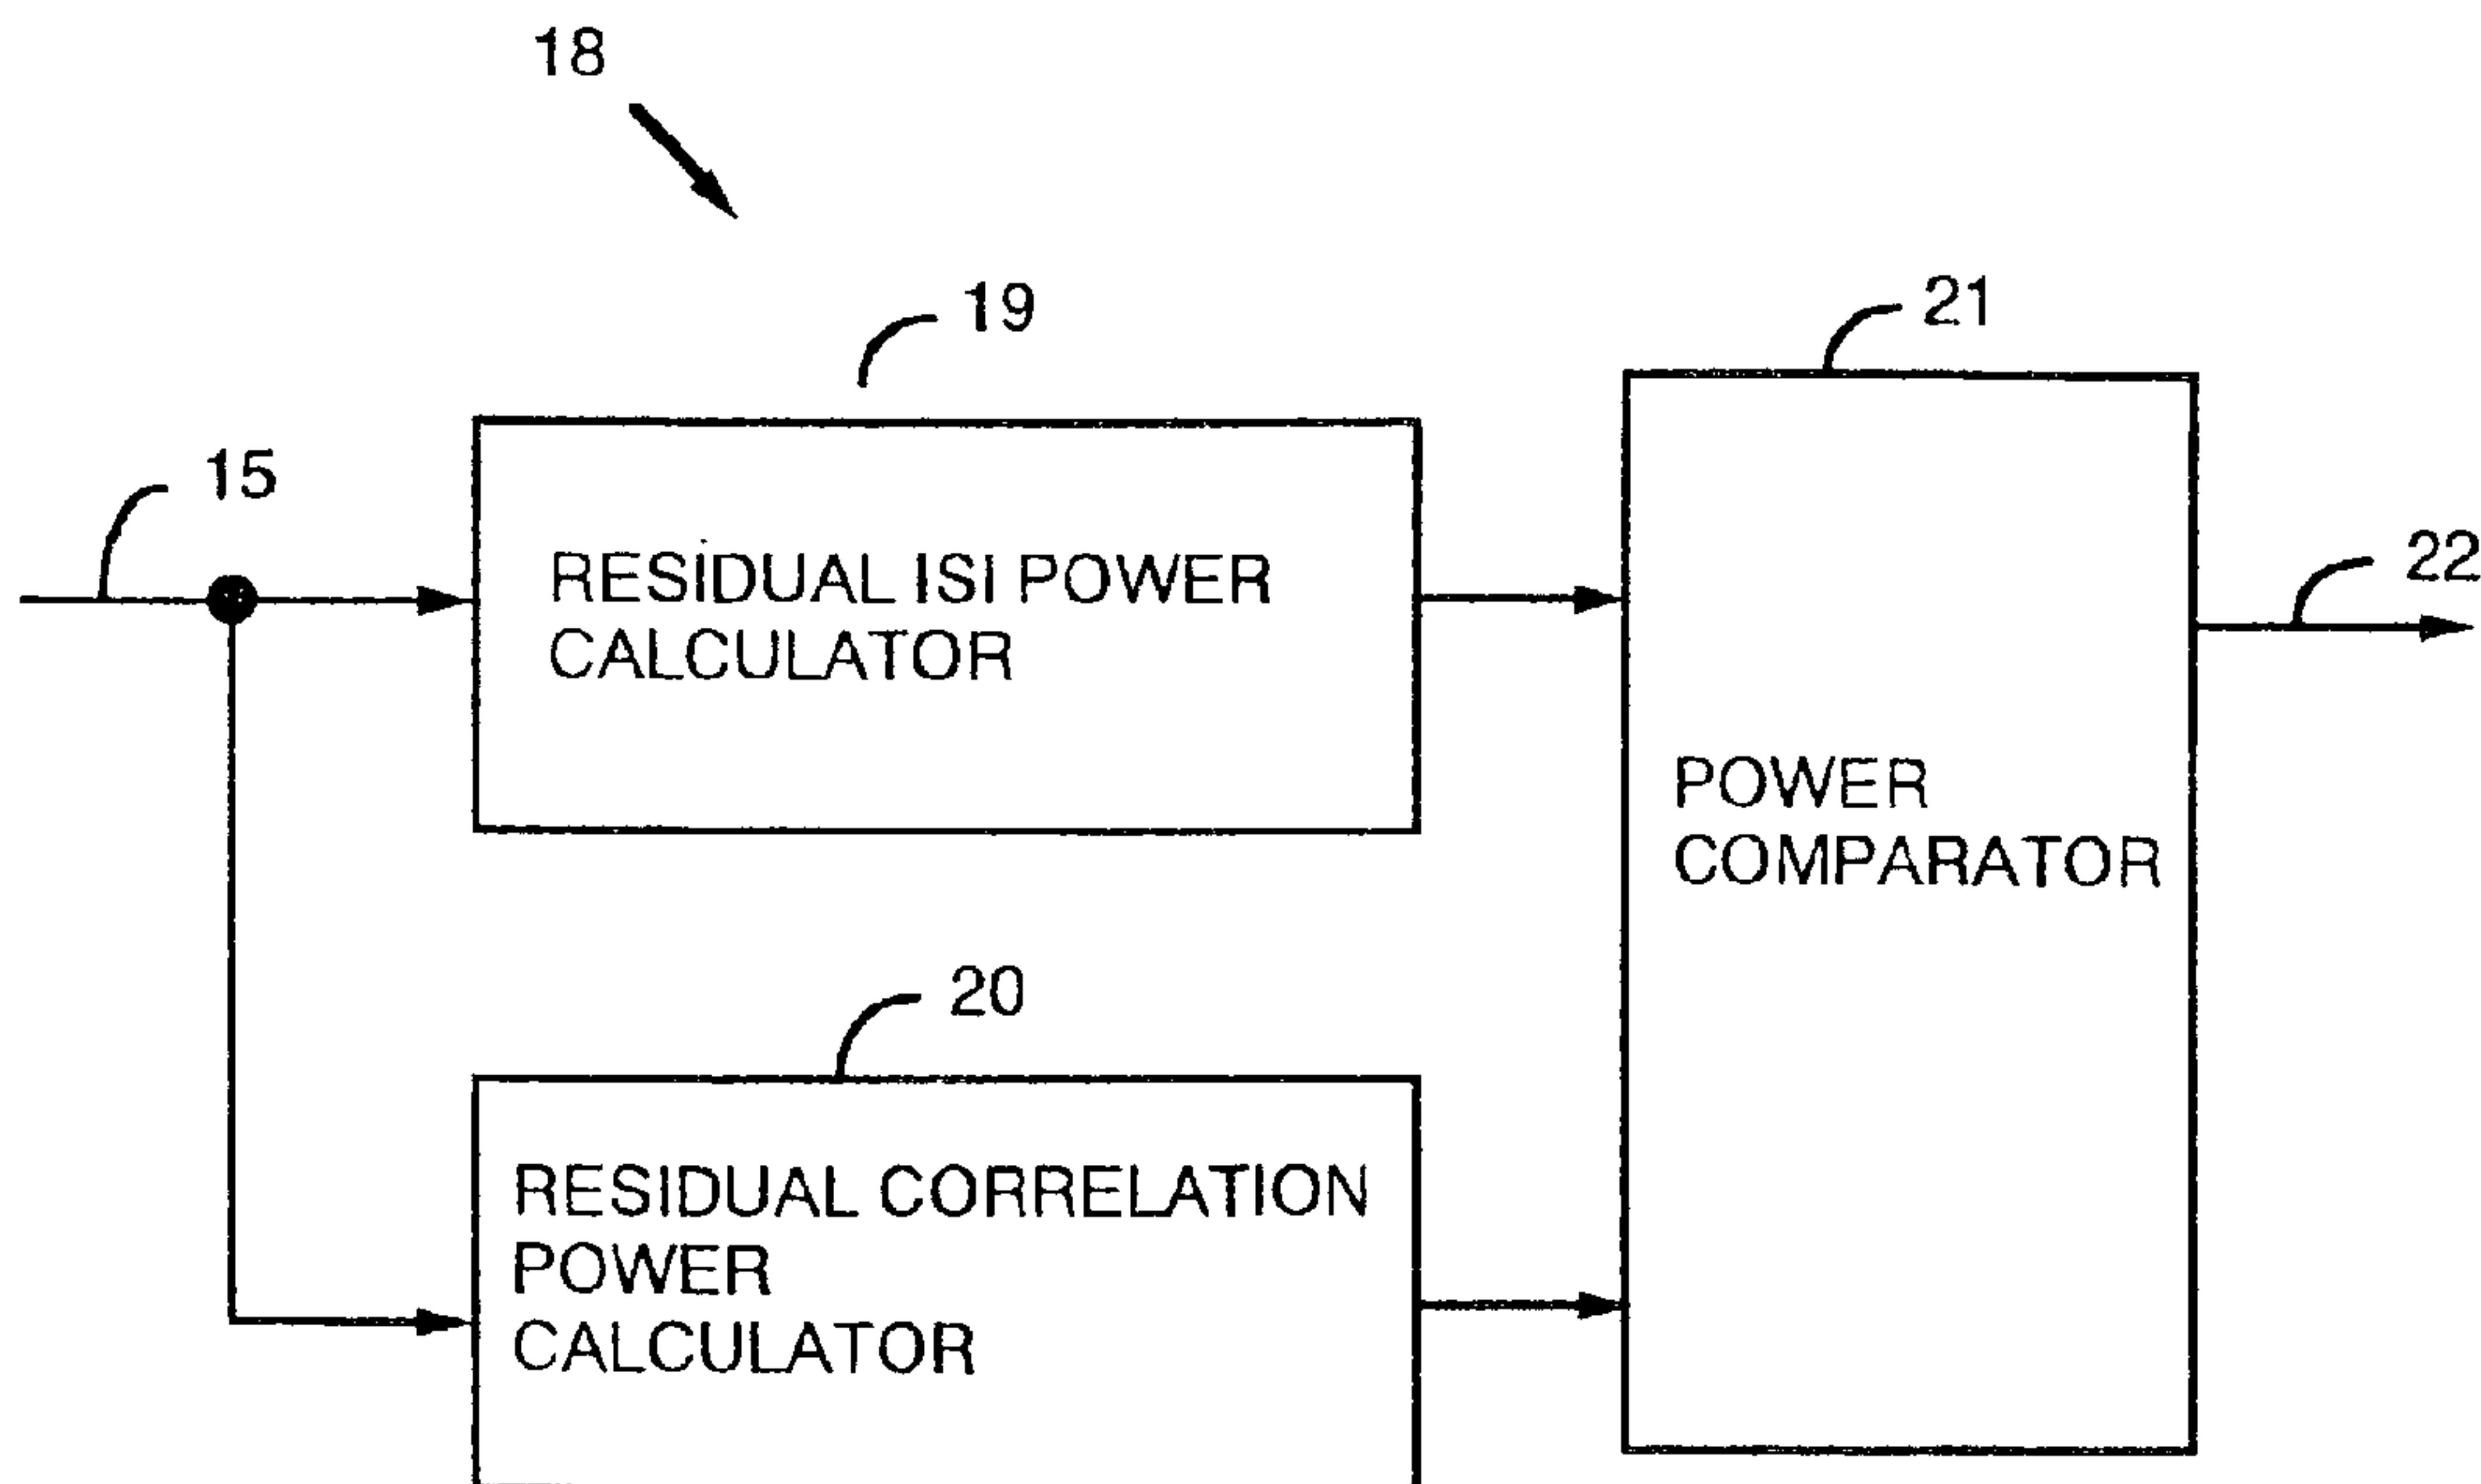 18
19
21
15
22
RESIDUAL ISI POWER
CALCULATOR
POWER
COMPARATOR
20
RESIDUAL CORRELATION
POWER
CALCULATOR